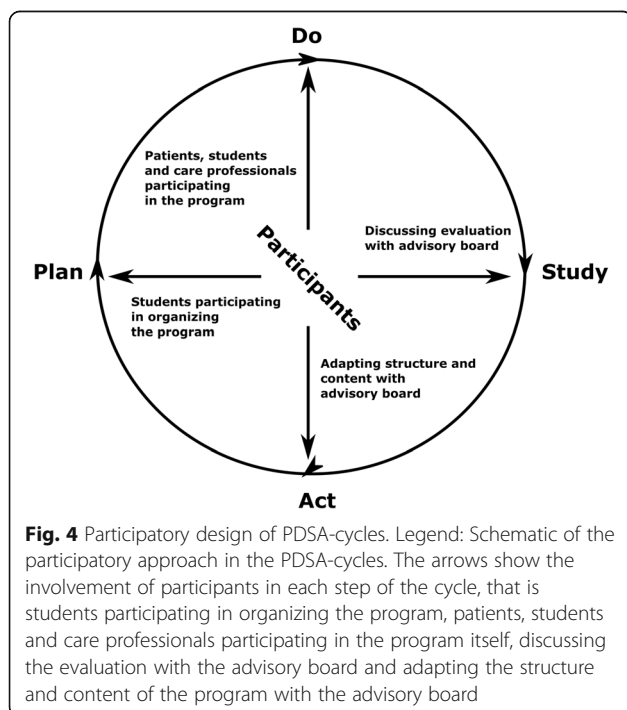 Do
Patients, students
and care professionals
participating
in the program
Participants
Discussing evaluation
with advisory board
Plan
Study
Students participating
in organizing
the program
Adapting structure and
content with
advisory board
Act
Fig. 4 Participatory design of PDSA-cycles. Legend: Schematic of the
participatory approach in the PDSA-cycles. The arrows show the
involvement of participants in each step of the cycle, that is
students participating in organizing the program, patients, students
and care professionals participating in the program itself, discussing
the evaluation with the advisory board and adapting the structure
and content of the program with the advisory board